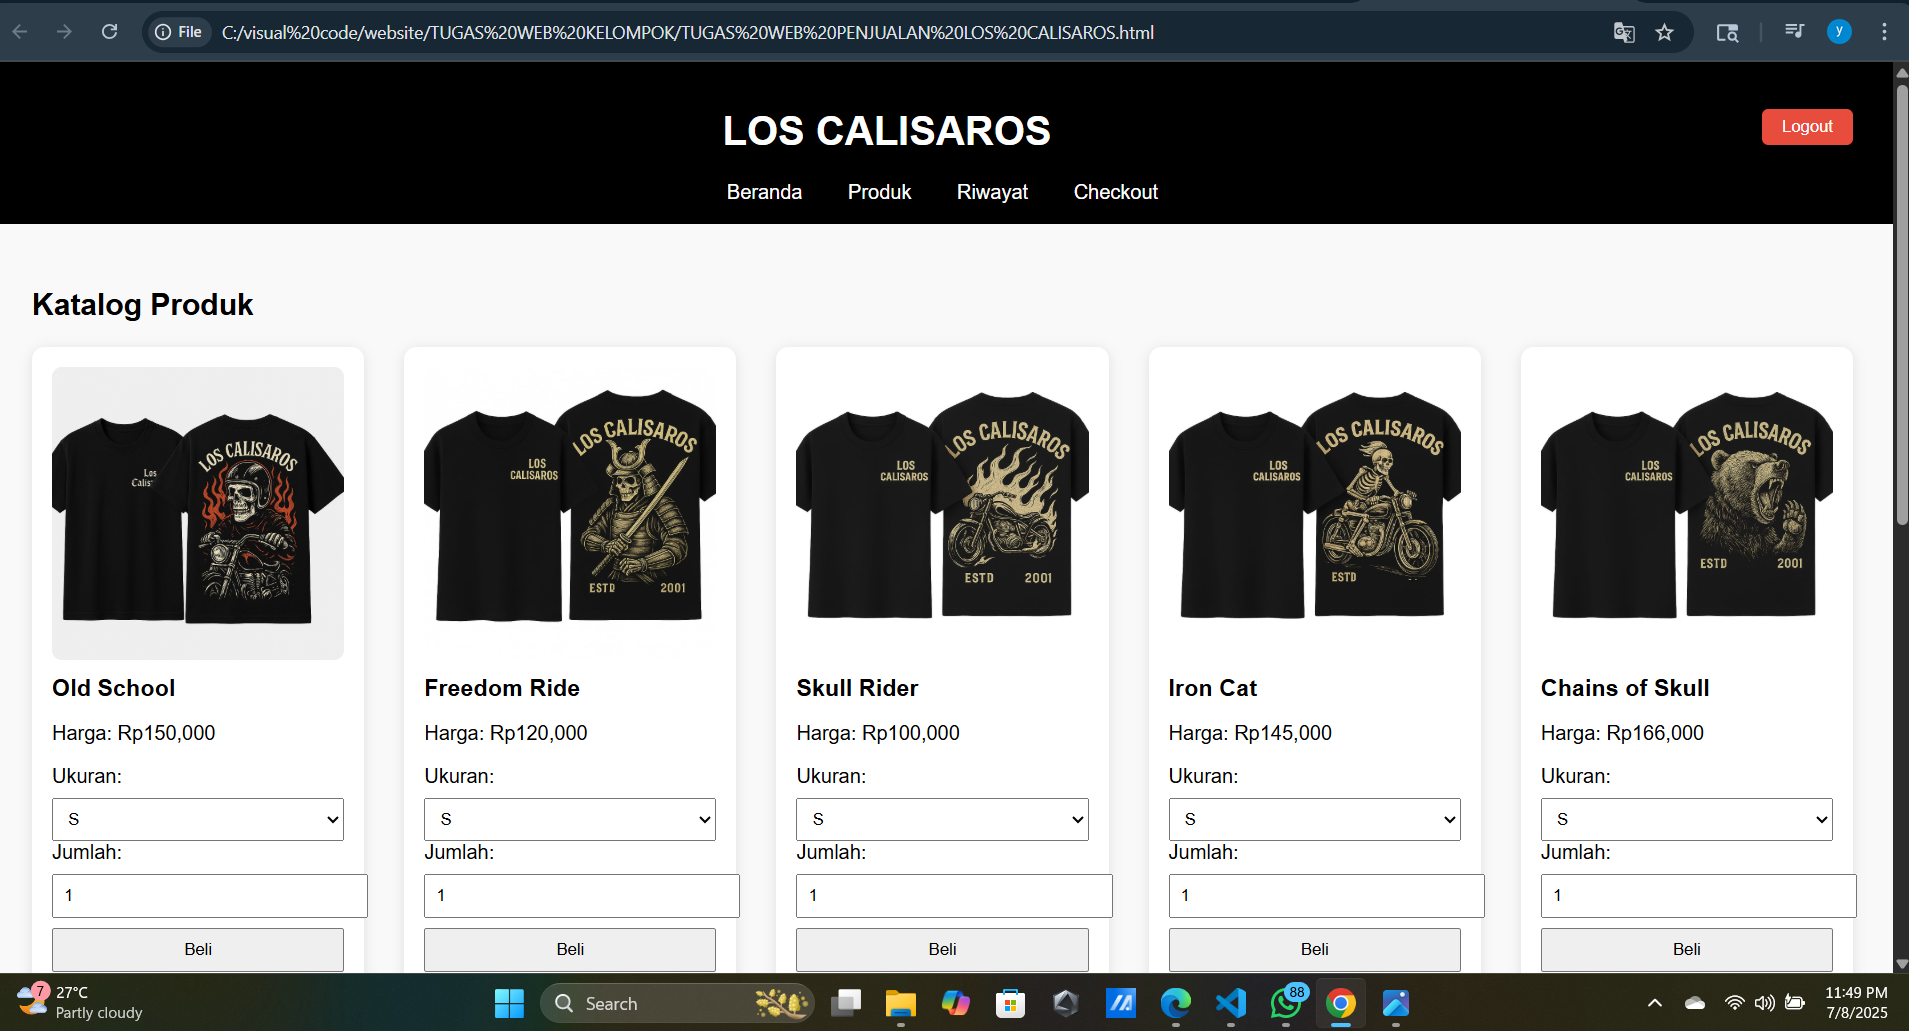 File
C:/visual%20code/website/TUGAS%20WEB%20KELOMPOK/TUGAS%20WEB%20PENJUALAN%20LOS%20CALISAROS.html
y
LOS CALISAROS
Logout
Beranda Produk Riwayat Checkout
Katalog Produk
Los
LOS CALISAROS
LOS
CALISAROS
LOS CALISAROS
ESTD 2001
LOS
CALISAROS
LOS CALISAROS
ESTD 2001
LOS
CALISAROS
LOS CALISAROS
ESTD
LOS
CALISAROS
LOS CALISAROS
ESTD 2001
Old School Freedom Ride Skull Rider Iron Cat Chains of Skull
Harga: Rp150,000 Harga: Rp120,000 Harga: Rp100,000 Harga: Rp145,000 Harga: Rp166,000
Ukuran: Ukuran: Ukuran: Ukuran: Ukuran:
S S S S S
Jumlah: Jumlah: Jumlah: Jumlah: Jumlah:
1 1 1 1 1
Beli Beli Beli Beli Beli
7
27°C
Partly cloudy
Search
88
11:49 PM
7/8/2025